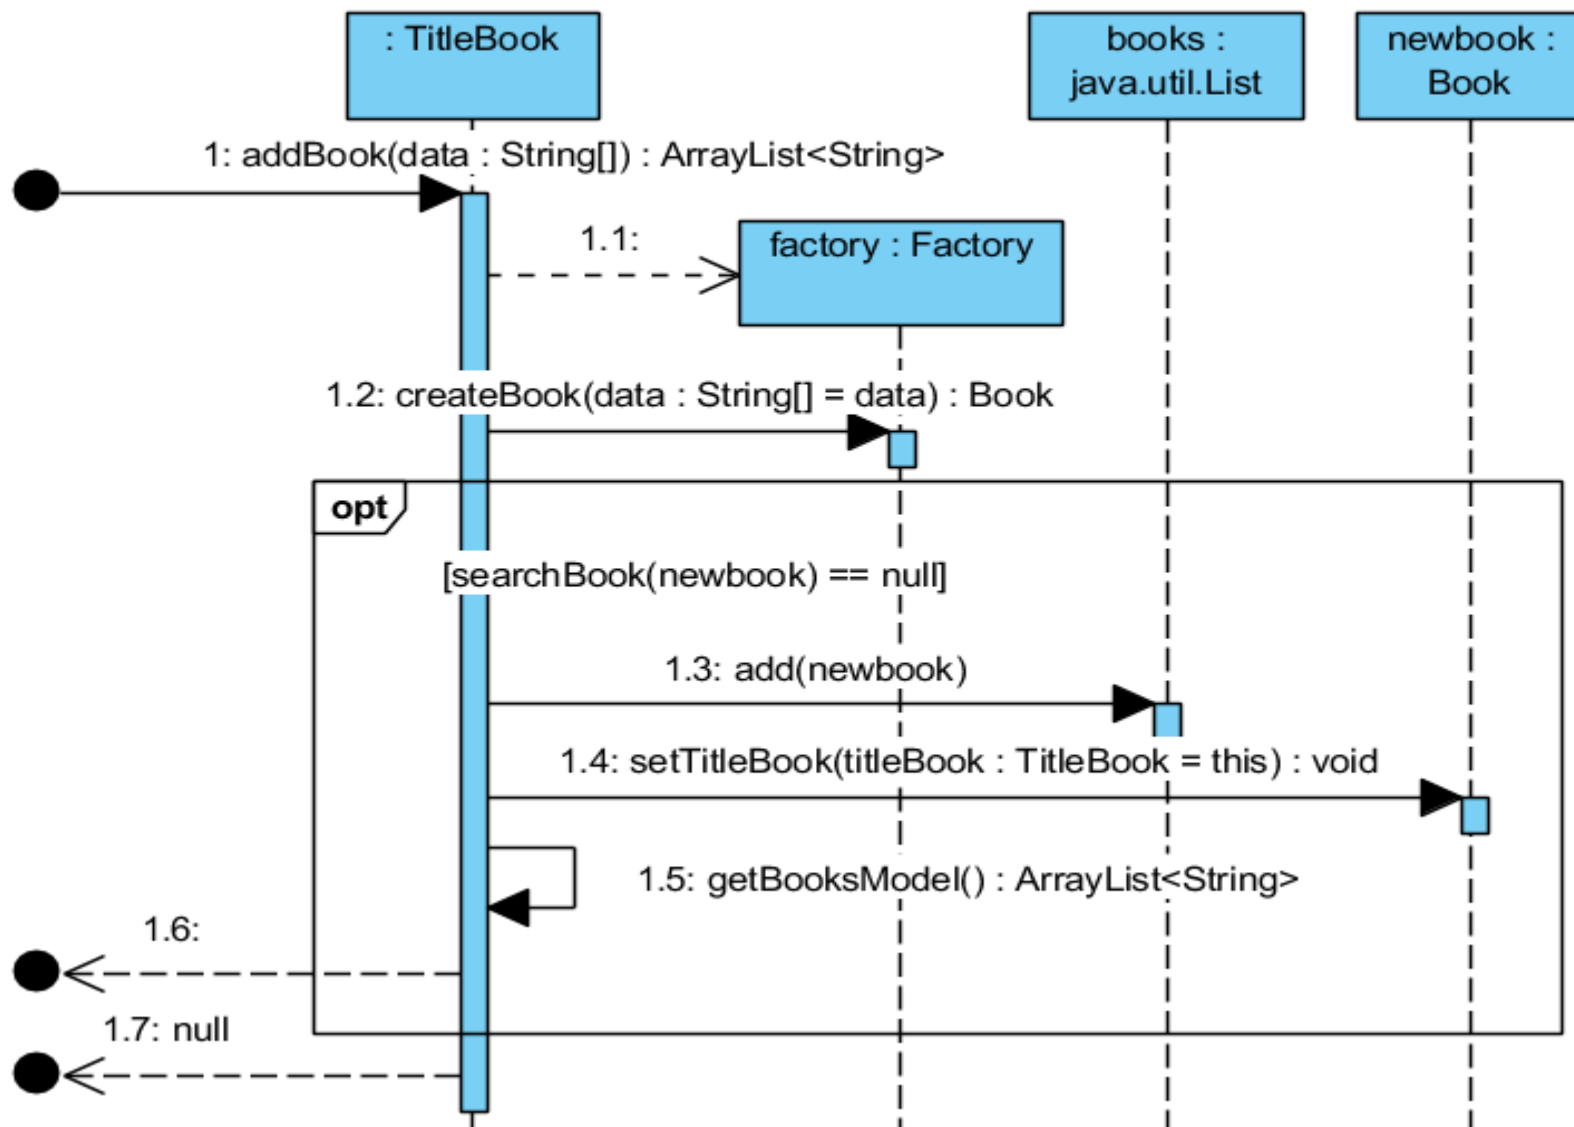 : TitleBook
books :
java.util.List
newbook :
Book
1: addBook(data : String[]) : ArrayList<String>
1.1:
factory : Factory
1.2: createBook(data : String[] = data) : Book
opt
[searchBook(newbook) == null]
1.3: add(newbook)
1.4: setTitleBook(titleBook : TitleBook = this) : void
1.5: getBooksModel() : ArrayList<String>
1.6:
1.7: null